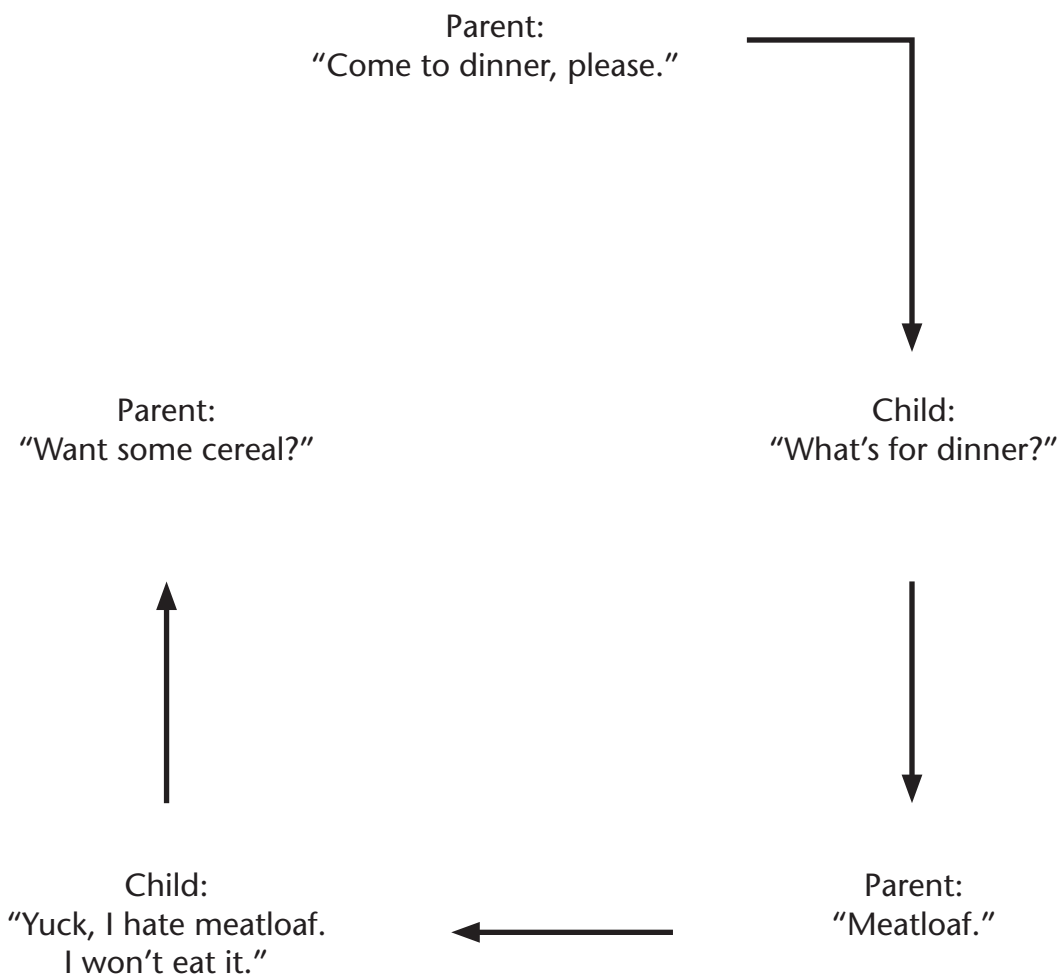 Parent:
“Come to dinner, please.”
Child:
“What’s for dinner?”
Parent:
“Meatloaf.”
Child:
“Yuck, I hate meatloaf.
I won’t eat it.”
Parent:
“Want some cereal?”